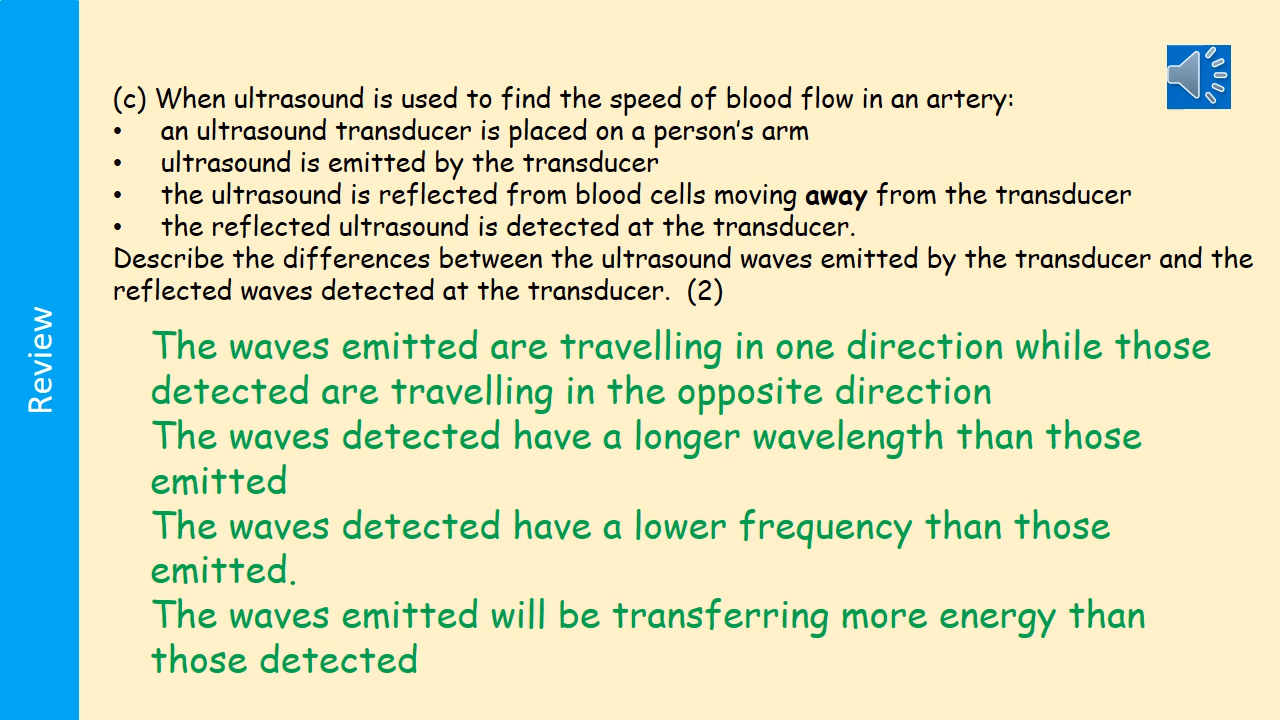 Review
(c) When ultrasound is used to find the speed of blood flow in an artery:
• an ultrasound transducer is placed on a person’s arm
• ultrasound is emitted by the transducer
• the ultrasound is reflected from blood cells moving away from the transducer
• the reflected ultrasound is detected at the transducer.
Describe the differences between the ultrasound waves emitted by the transducer and the
reflected waves detected at the transducer. (2)
The waves emitted are travelling in one direction while those
detected are travelling in the opposite direction
The waves detected have a longer wavelength than those
emitted
The waves detected have a lower frequency than those
emitted.
The waves emitted will be transferring more energy than
those detected